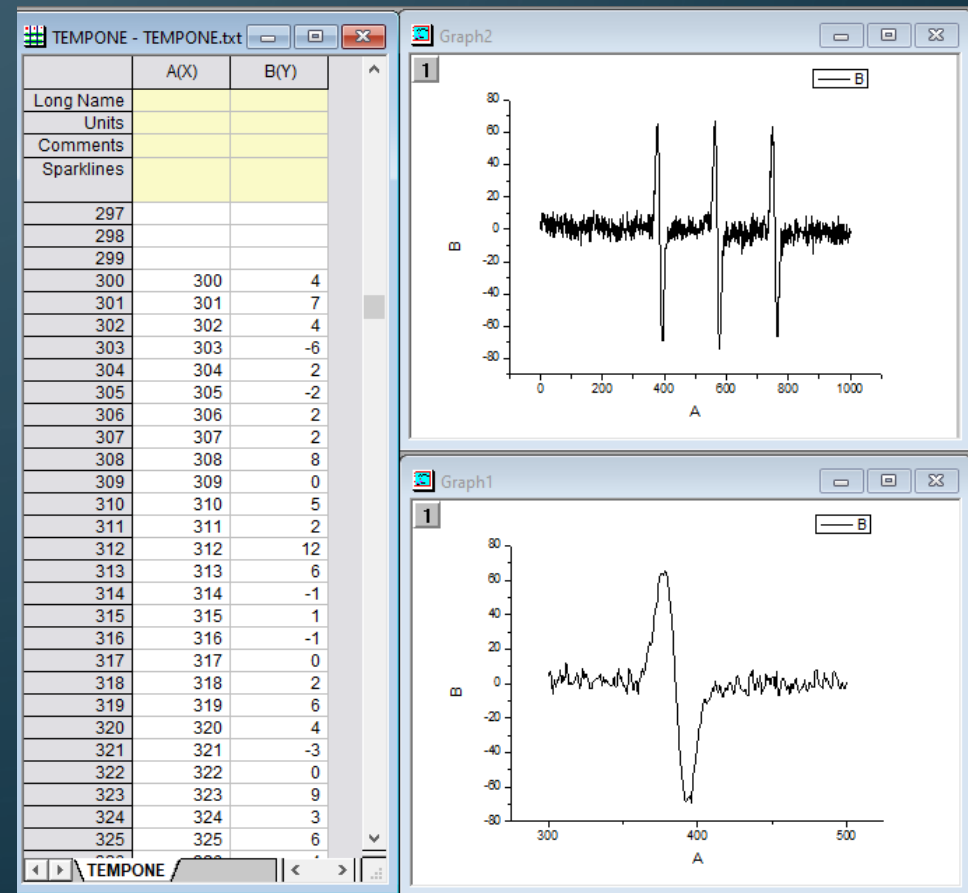 TEMPONE - TEMPONE.txt
A(X) B(Y)
Long Name
Units
Comments
Sparklines
297
298
299
300 300 4
301 301 7
302 302 4
303 303 -6
304 304 2
305 305 -2
306 306 2
307 307 2
308 308 8
309 309 0
310 310 5
311 311 2
312 312 12
313 313 6
314 314 -1
315 315 1
316 316 -1
317 317 0
318 318 2
319 319 6
320 320 4
321 321 -3
322 322 0
323 323 9
324 324 3
325 325 6
TEMPONE
Graph2
1
B
80
60
40
20
0
-20
-40
-60
-80
B
0 200 400 600 800 1000
A
Graph1
1
B
80
60
40
20
0
-20
-40
-60
-80
B
300 400 500
A